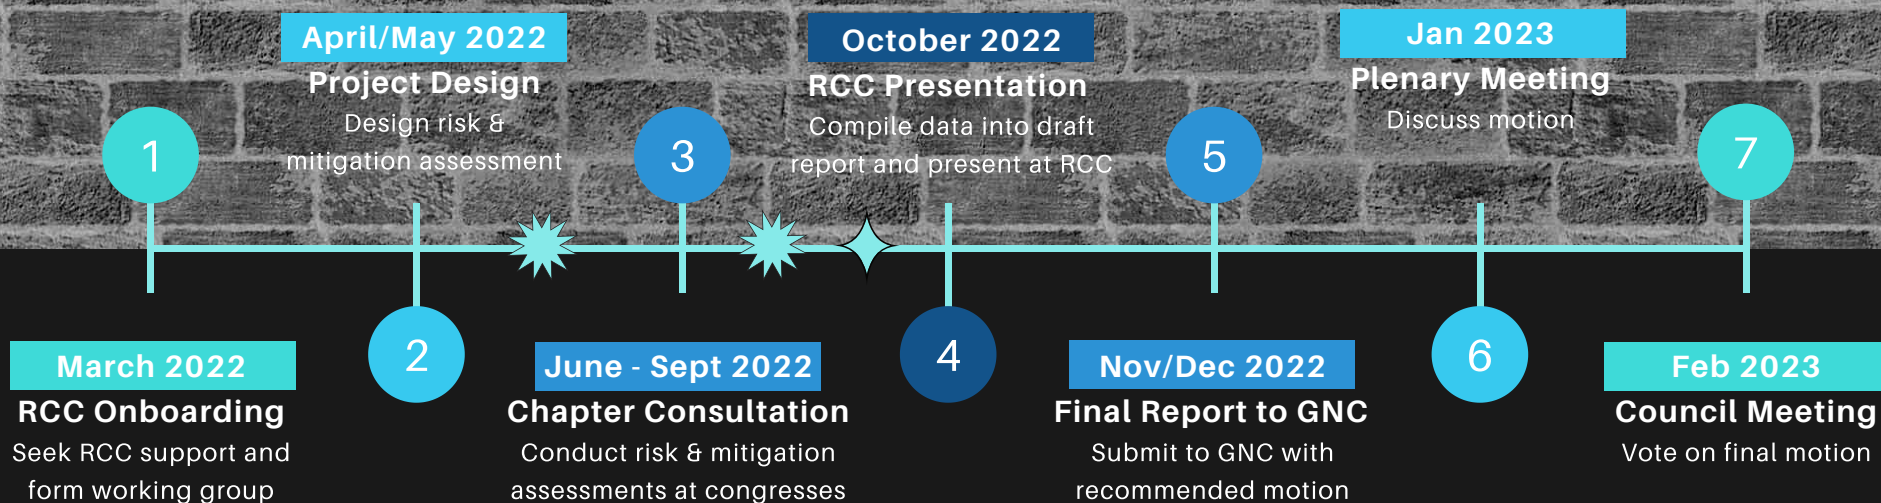 1
March 2022
RCC Onboarding
Seek RCC support and
form working group
April/May 2022
Project Design
Design risk &
mitigation assessment
2
3
June - Sept 2022
Chapter Consultation
Conduct risk & mitigation
assessments at congresses
October 2022
RCC Presentation
Compile data into draft
report and present at RCC
4
5
Nov/Dec 2022
Final Report to GNC
Submit to GNC with
recommended motion
Jan 2023
Plenary Meeting
Discuss motion
6
7
Feb 2023
Council Meeting
Vote on final motion